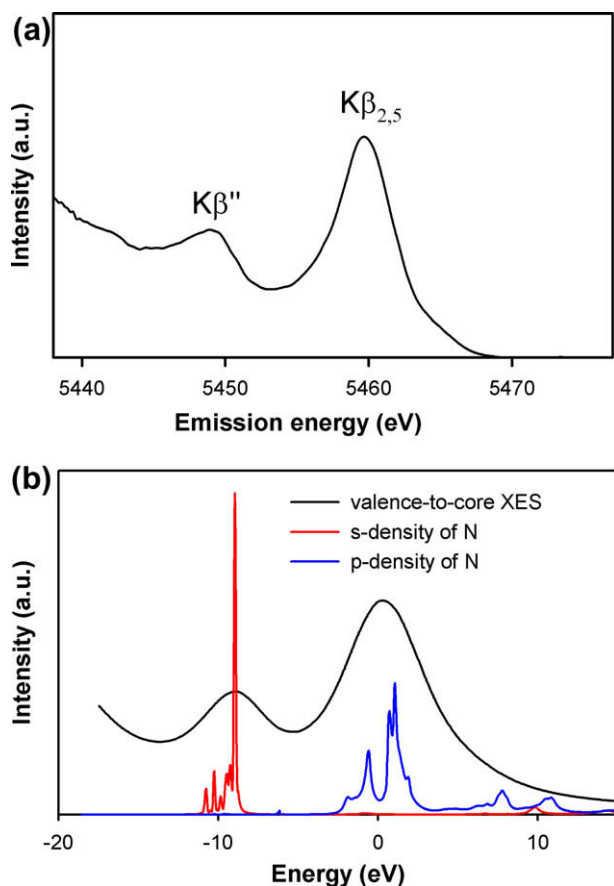 (a)
Kβ₂,₅
Kβ"
Intensity (a.u.)
5440 5450 5460 5470
Emission energy (eV)
(b)
valence-to-core XES
s-density of N
p-density of N
Intensity (a.u.)
-20 -10 0 10
Energy (eV)